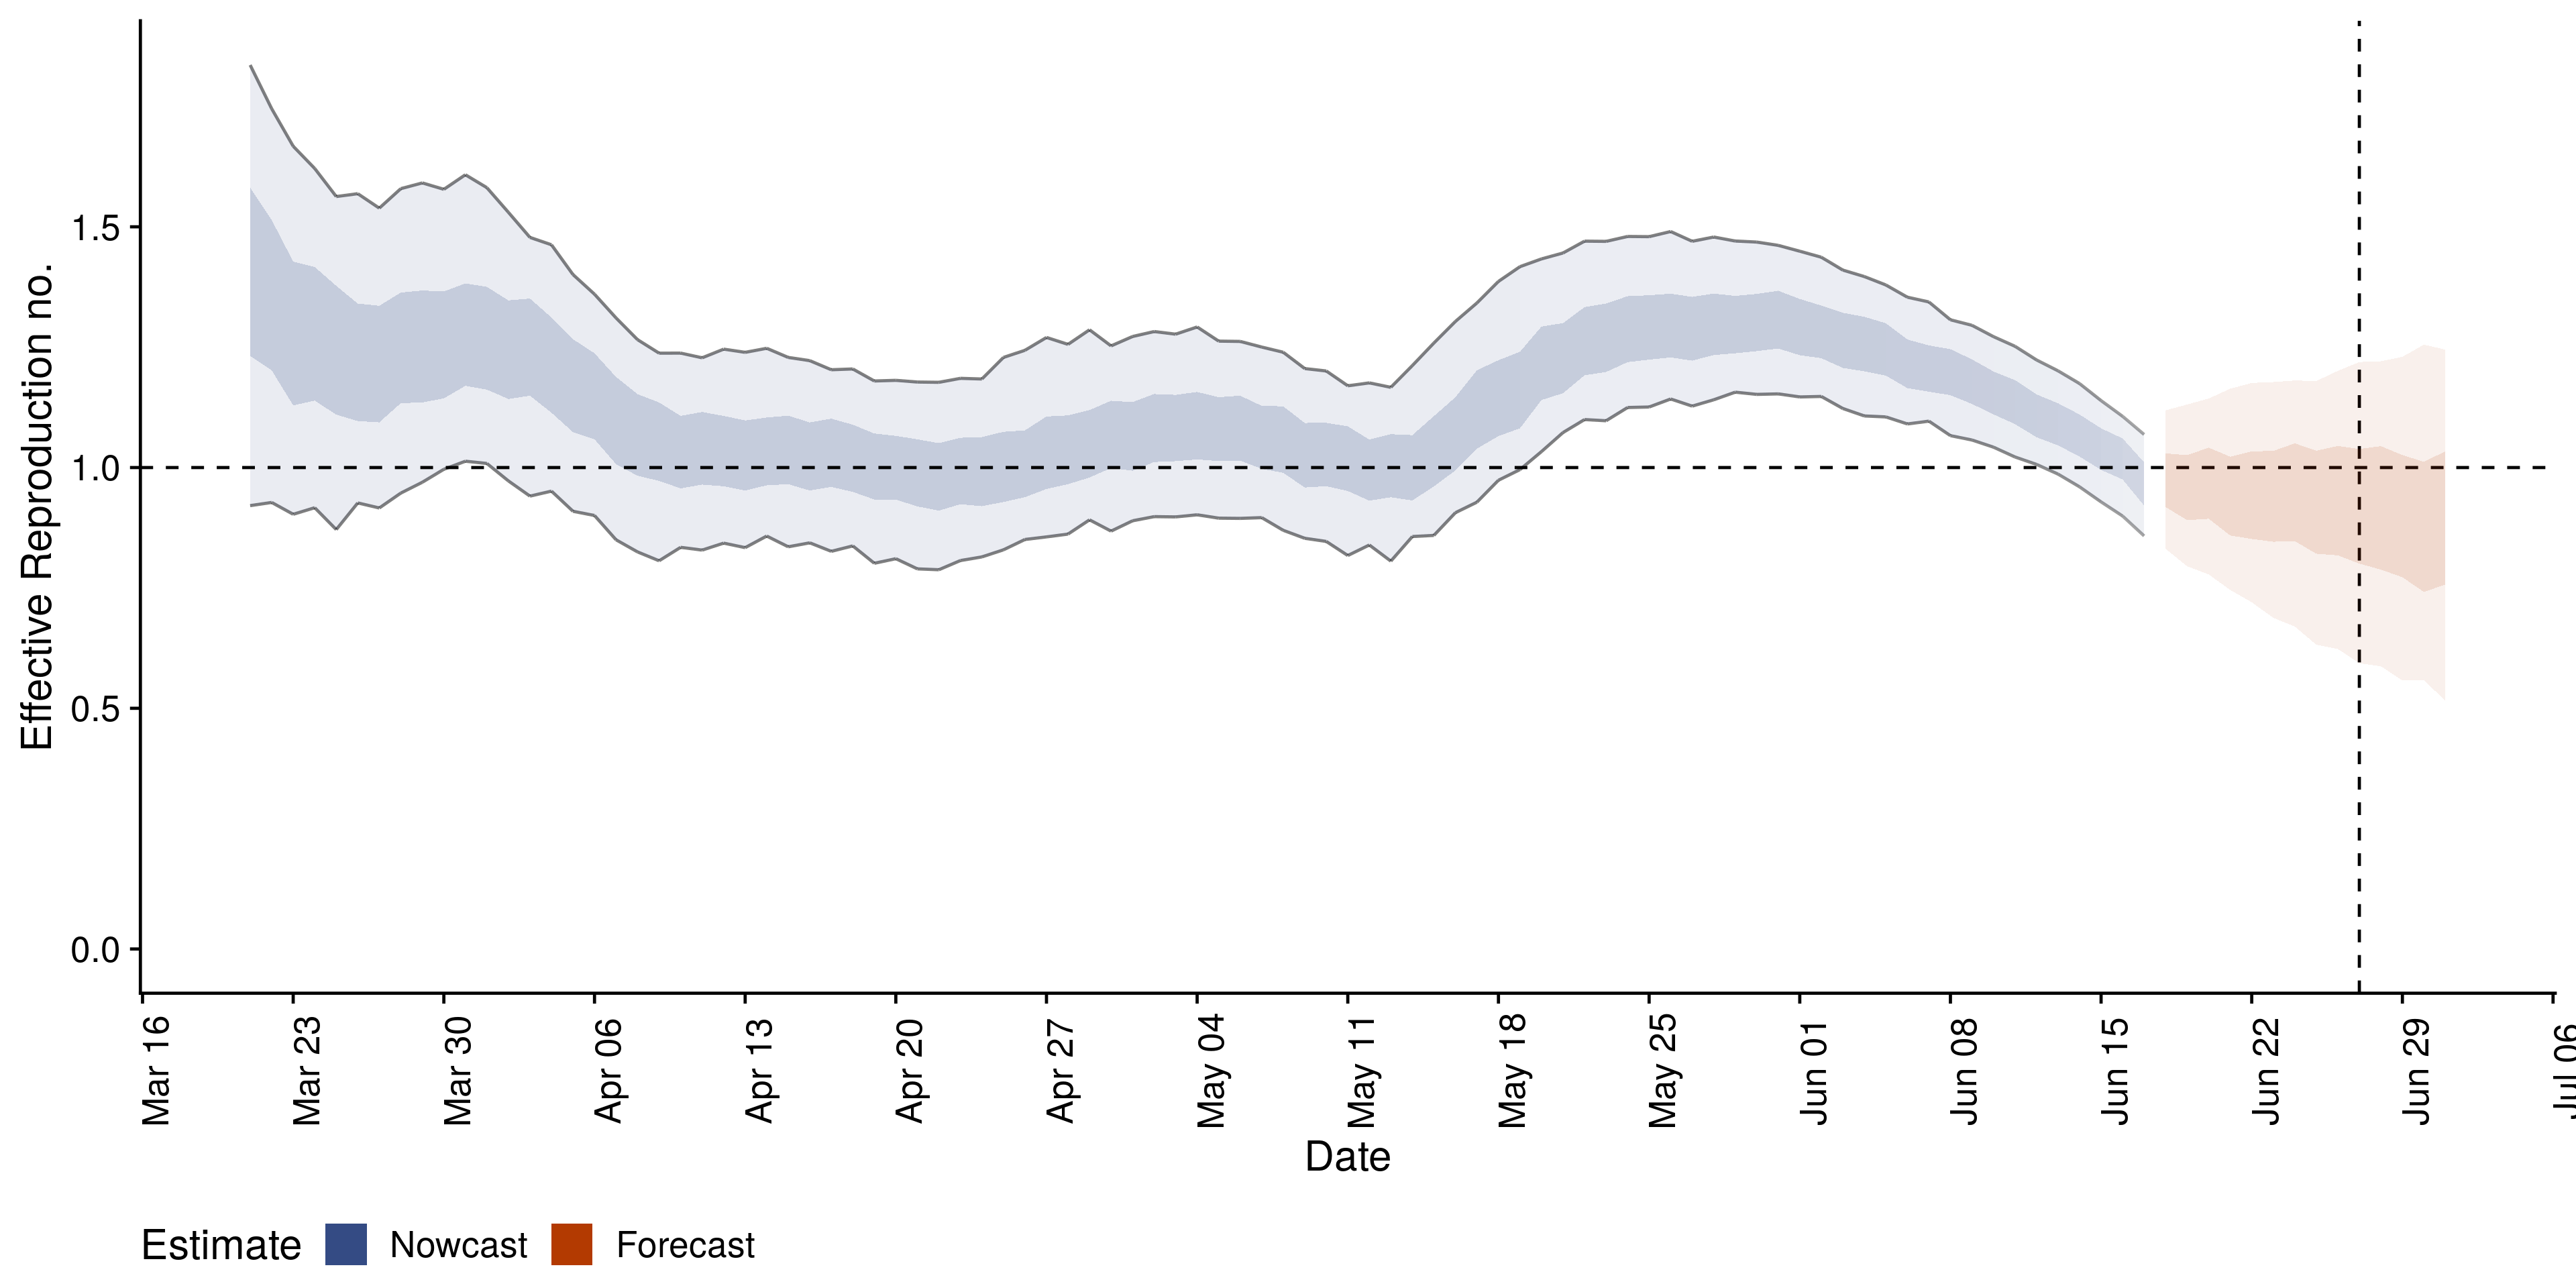 Effective Reproduction no.
1.5
1.0
0.5
0.0
Mar 16
Mar 23
Mar 30
Apr 06
Apr 13
Apr 20
Apr 27
May 04
May 11
May 18
May 25
Jun 01
Jun 08
Jun 15
Jun 22
Jun 29
Jul 06
Date
Estimate Nowcast Forecast